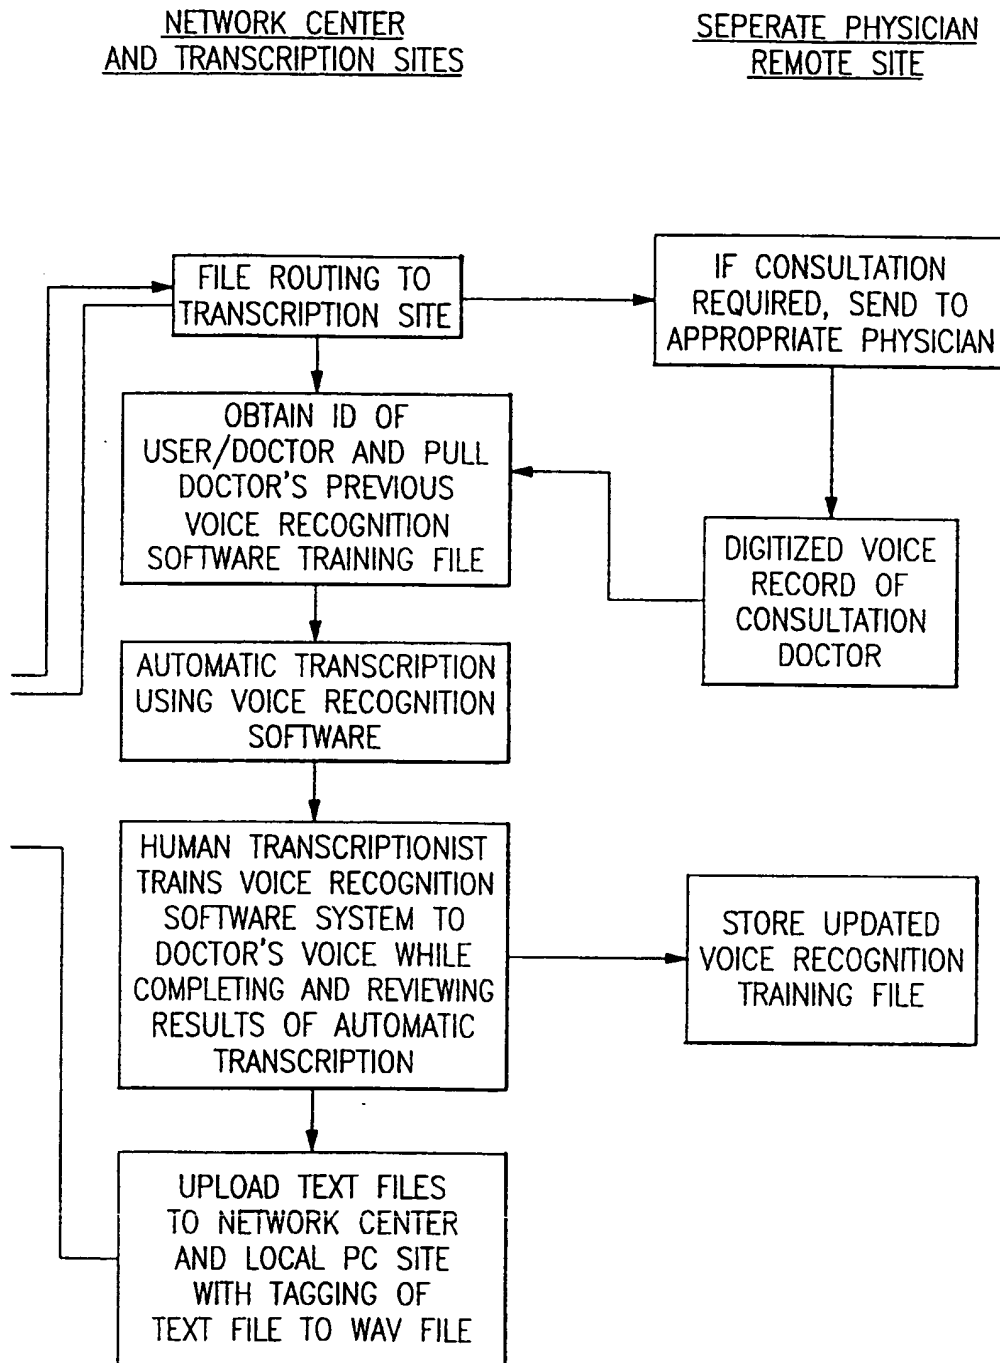 NETWORK CENTER
AND TRANSCRIPTION SITES
SEPERATE PHYSICIAN
REMOTE SITE
FILE ROUTING TO
TRANSCRIPTION SITE
IF CONSULTATION
REQUIRED, SEND TO
APPROPRIATE PHYSICIAN
OBTAIN ID OF
USER/DOCTOR AND PULL
DOCTOR'S PREVIOUS
VOICE RECOGNITION
SOFTWARE TRAINING FILE
DIGITIZED VOICE
RECORD OF
CONSULTATION
DOCTOR
AUTOMATIC TRANSCRIPTION
USING VOICE RECOGNITION
SOFTWARE
HUMAN TRANSCRIPTIONIST
TRAINS VOICE RECOGNITION
SOFTWARE SYSTEM TO
DOCTOR'S VOICE WHILE
COMPLETING AND REVIEWING
RESULTS OF AUTOMATIC
TRANSCRIPTION
STORE UPDATED
VOICE RECOGNITION
TRAINING FILE
UPLOAD TEXT FILES
TO NETWORK CENTER
AND LOCAL PC SITE
WITH TAGGING OF
TEXT FILE TO WAV FILE